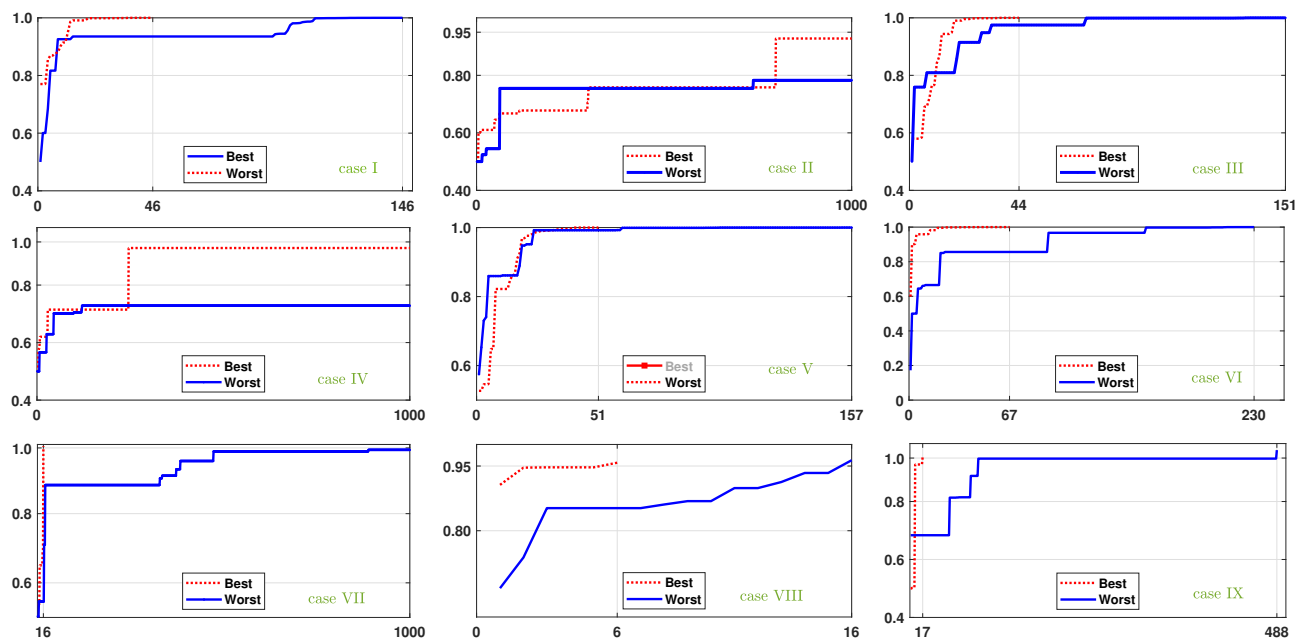 1.0
0.8
0.6
0.4
Best
Worst
case I
0
46
146
0.95
0.80
0.60
0.40
Best
Worst
case II
0
1000
1.0
0.8
0.6
0.4
Best
Worst
case III
0
44
151
1.0
0.8
0.6
0
Best
Worst
case IV
0
1000
1.0
0.8
0.6
Best
Worst
case V
0
51
157
1.0
0.8
0.6
0.4
0.2
0
Best
Worst
case VI
0
67
230
1.0
0.8
0.6
Best
Worst
case VII
16
1000
0.95
0.80
Best
Worst
case VIII
0
6
16
1.0
0.8
0.6
0.4
Best
Worst
case IX
17
488